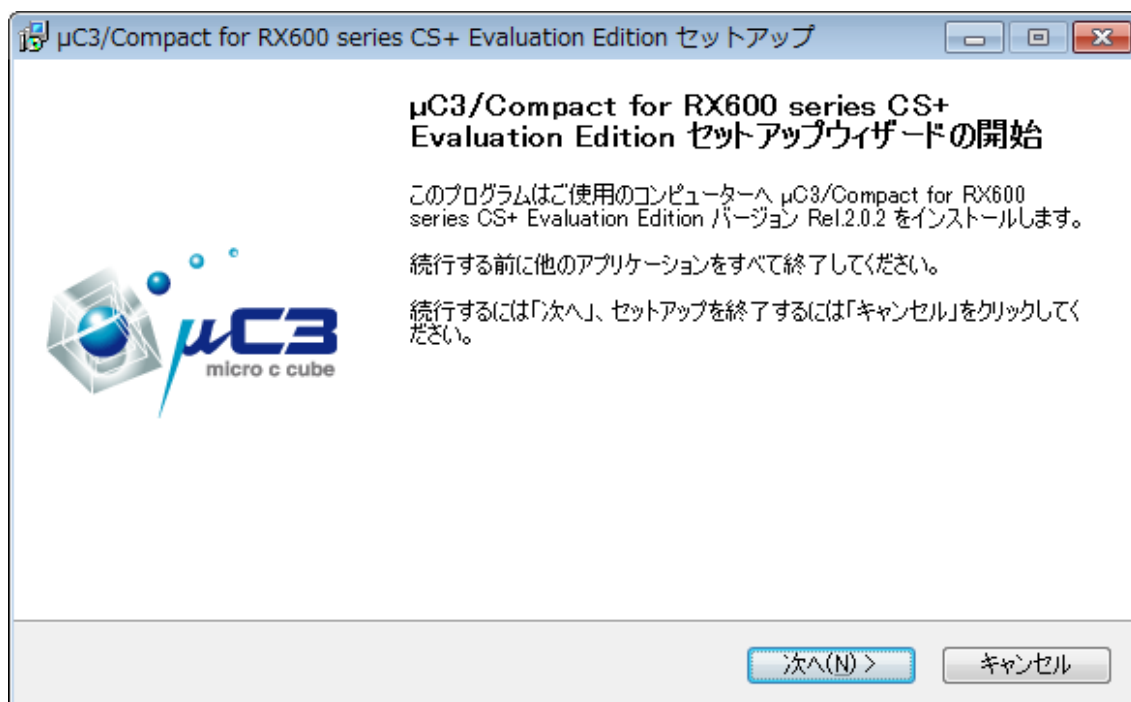 µC3/Compact for RX600 series CS+ Evaluation Edition セットアップ
µC3/Compact for RX600 series CS+
Evaluation Edition セットアップウィザードの開始
このプログラムはご使用のコンピューターへ µC3/Compact for RX600
series CS+ Evaluation Edition バージョン Rel.2.0.2 をインストールします。
続行する前に他のアプリケーションをすべて終了してください。
続行するには「次へ」、セットアップを終了するには「キャンセル」をクリックしてく
ださい。
µC3
micro c cube
次へ(N) >
キャンセル